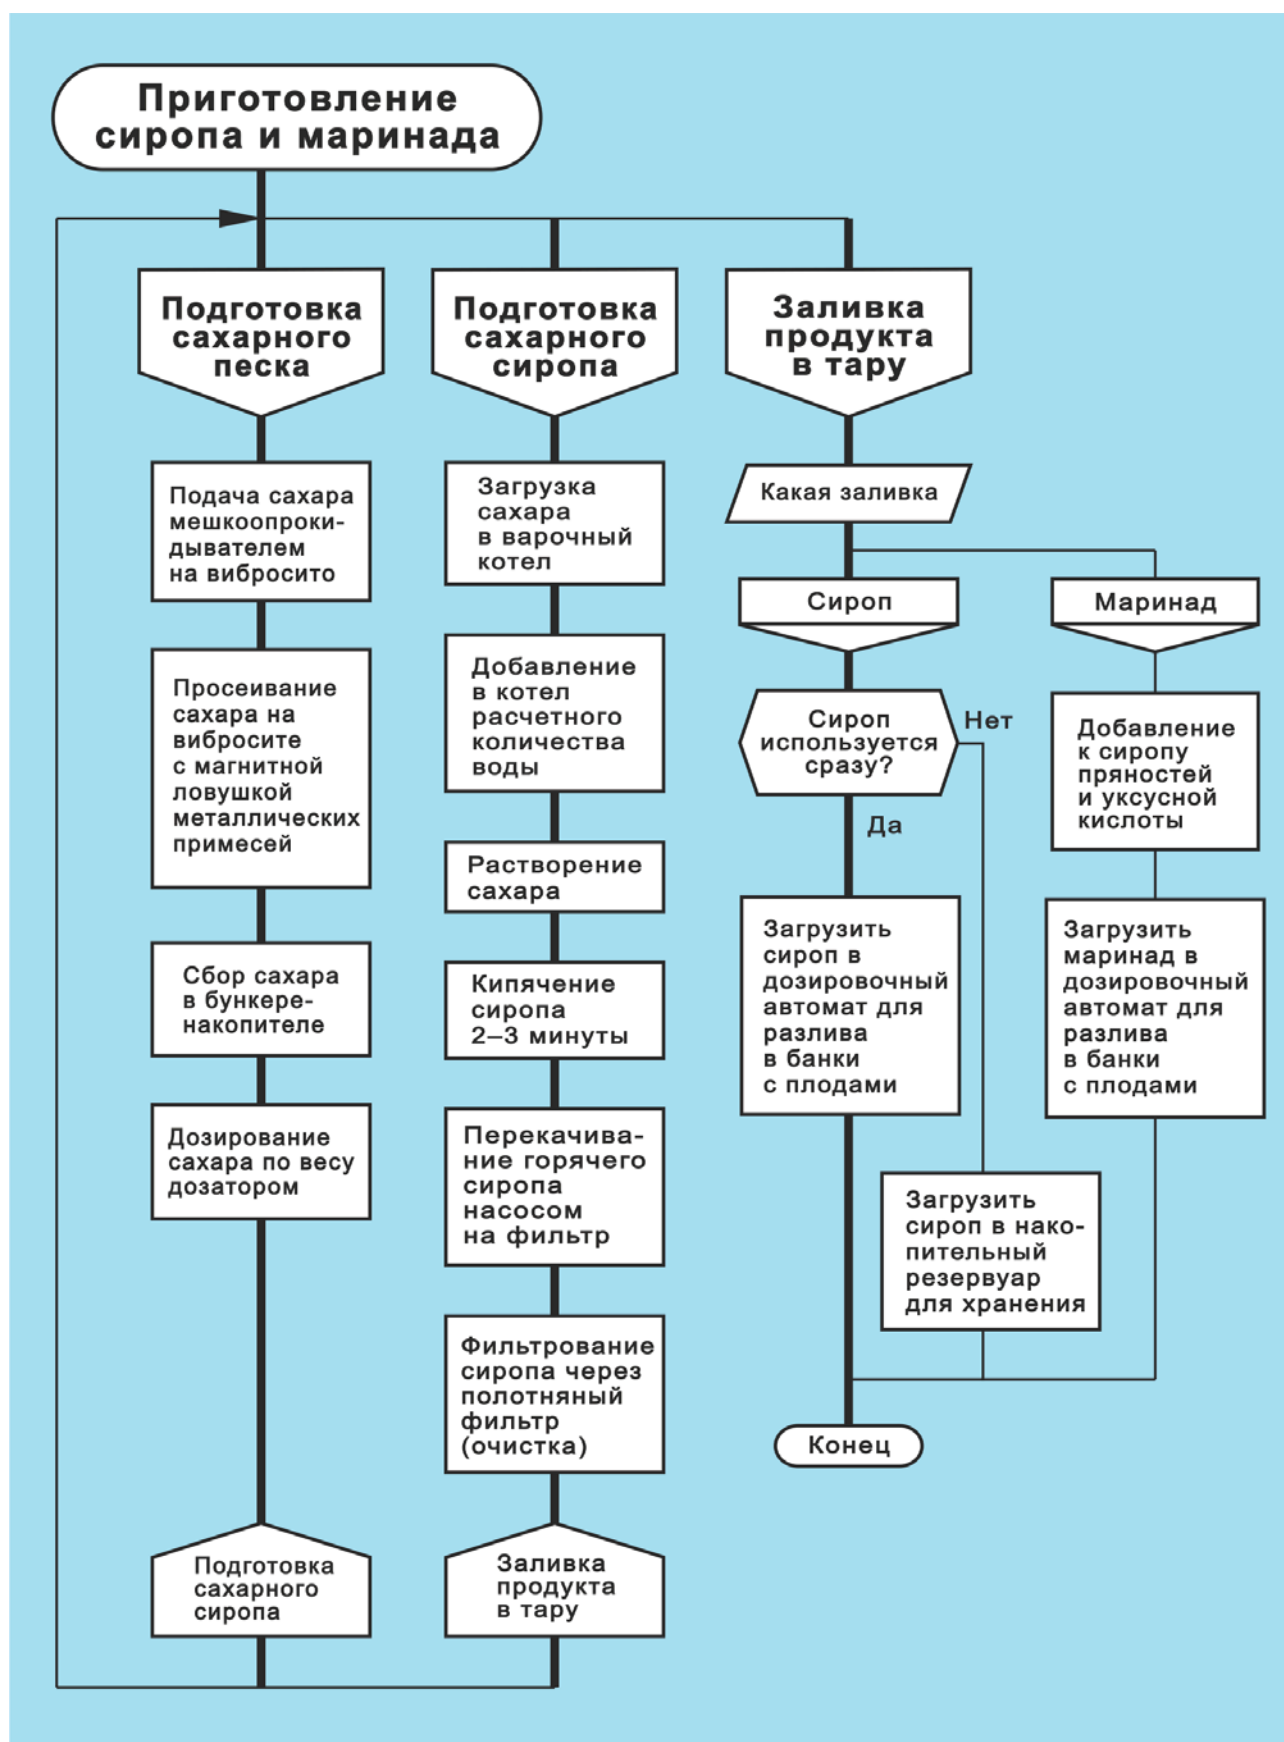 Приготовление
сиропа и маринада
Подготовка
сахарного
песка
Подача сахара
мешкоопроки-
дывателем
на вибросито
Просеивание
сахара на
вибросите
с магнитной
ловушкой
металлических
примесей
Сбор сахара
в бункере-
накопителе
Дозирование
сахара по весу
дозатором
Подготовка
сахарного
сиропа
Подготовка
сахарного
сиропа
Загрузка
сахара
в варочный
котел
Добавление
в котел
расчетного
количества
воды
Растворение
сахара
Кипячение
сиропа
2–3 минуты
Перекачива-
ние горячего
сиропа
насосом
на фильтр
Фильтрование
сиропа через
полотняный
фильтр
(очистка)
Заливка
продукта
в тару
Заливка
продукта
в тару
Какая заливка
Сироп
Сироп
используется
сразу?
Нет
Да
Загрузить
сироп в
дозировочный
автомат для
разлива
в банки
с плодами
Загрузить
сироп в нако-
пительный
резервуар
для хранения
Маринад
Добавление
к сиропу
пряностей
и уксусной
кислоты
Загрузить
маринад в
дозировочный
автомат для
разлива
в банки
с плодами
Конец